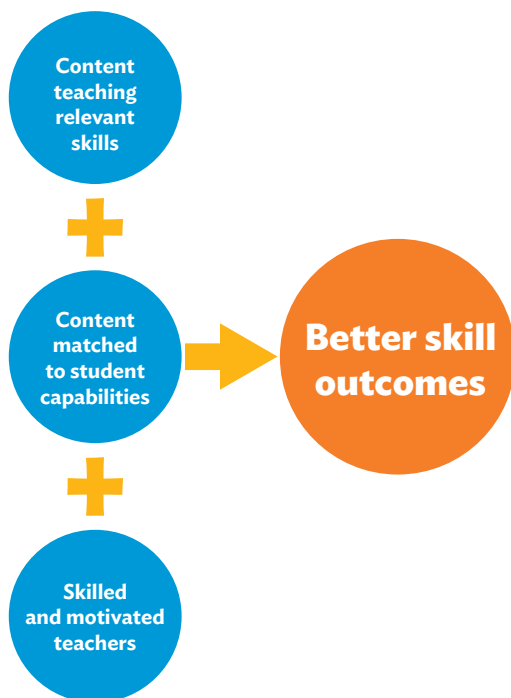 Content
teaching
relevant
skills
Content
matched
to student
capabilities
Better skill
outcomes
Skilled
and motivated
teachers